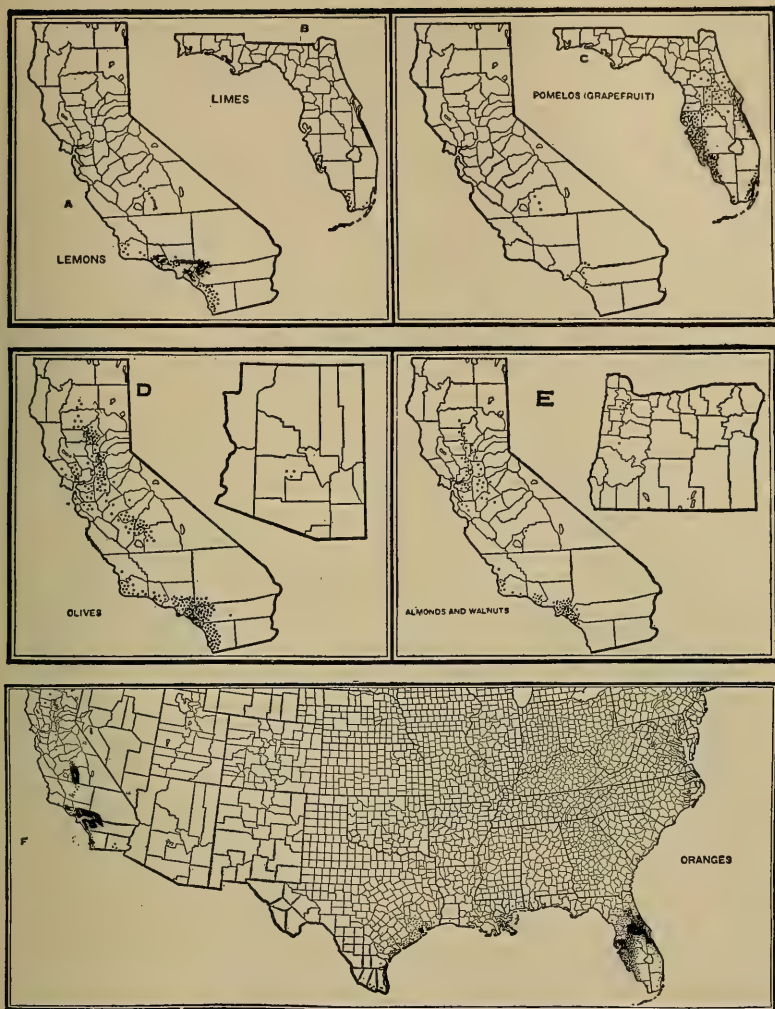 B
LIMES
A
LEMONS
C
POMELOS (GRAPEFRUIT)
D
OLIVES
E
ALMONDS AND WALNUTS
F
ORANGES